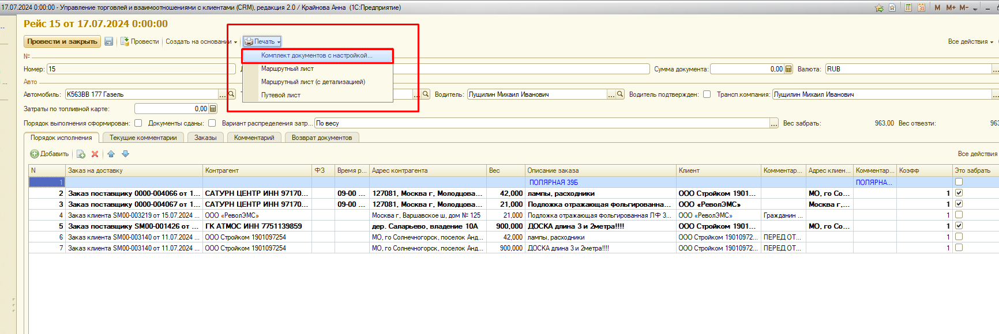 17.07.2024 0:00:00 - Управление торговлей и взаимоотношениями с клиентами (CRM), редакция 2.0 / Крайнова Анна (1С:Предприятие)
M M+ M-
Рейс 15 от 17.07.2024 0:00:00
Провести и закрыть Провести Создать на основании Печать Все действия
Комплект документов с настройкой...
Маршрутный лист
Маршрутный лист (с детализацией)
Путевой лист
№
Номер: 15 Сумма документа: 0,00 Валюта: RUB
Авто
Автомобиль: К563ВВ 177 Газель Водитель: Лущилин Михаил Иванович Водитель подтвержден: Трансп.компания: Лущилин Михаил Иванович
Затраты по топливной карте: 0,00
Порядок выполнения сформирован: Документы сданы: Вариант распределения затр... По весу Вес забрать: 963,00 Вес отвезти: 963
Порядок исполнения Текущие комментарии Заказы Комментарий Возврат документов
Добавить Все действия
N Заказ на доставку Контрагент ФЗ Время р... Адрес контрагента Вес Описание заказа Клиент Комментар... Адрес клиен... Комментар... Коэфф Это забрать
1 ПОЛЯРНАЯ 39Б ПОЛЯРНА...
2 Заказ поставщику 0000-004066 от 1... САТУРН ЦЕНТР ИНН 97170... 09-00 ... 127081, Москва г, Молодцова... 42,000 лампы, расходники ООО Стройком 1901... МО, го Со... 1
3 Заказ поставщику 0000-004067 от 1... САТУРН ЦЕНТР ИНН 97170... 09-00 ... 127081, Москва г, Молодцова... 21,000 Подложка отражающая фольгированна... ООО «РеволЭМС» Москва г,... 1
4 Заказ клиента SM00-003219 от 15.07.2024 ... ООО «РеволЭМС» Москва г, Варшавское ш, дом № 125 21,000 Подложка отражающая фольгированная ЛФ 3... ООО «РеволЭМС» Гражданин ... 1
5 Заказ поставщику SM00-001426 от ... ГК АТМОС ИНН 7751139859 дер. Саларьево, владение 10А 900,000 ДОСКА длина 3 и 2метра!!!! ООО Стройком 1901... МО, го Со... 1
6 Заказ клиента SM00-003140 от 11.07.2024 ... ООО Стройком 1901097254 МО, го Солнечногорск, поселок Анд... 42,000 лампы, расходники ООО Стройком 19010972... ПЕРЕД ОТ... 1
7 Заказ клиента SM00-003140 от 11.07.2024 ... ООО Стройком 1901097254 МО, го Солнечногорск, поселок Анд... 900,000 ДОСКА длина 3 и 2метра!!!! ООО Стройком 19010972... ПЕРЕД ОТ... 1